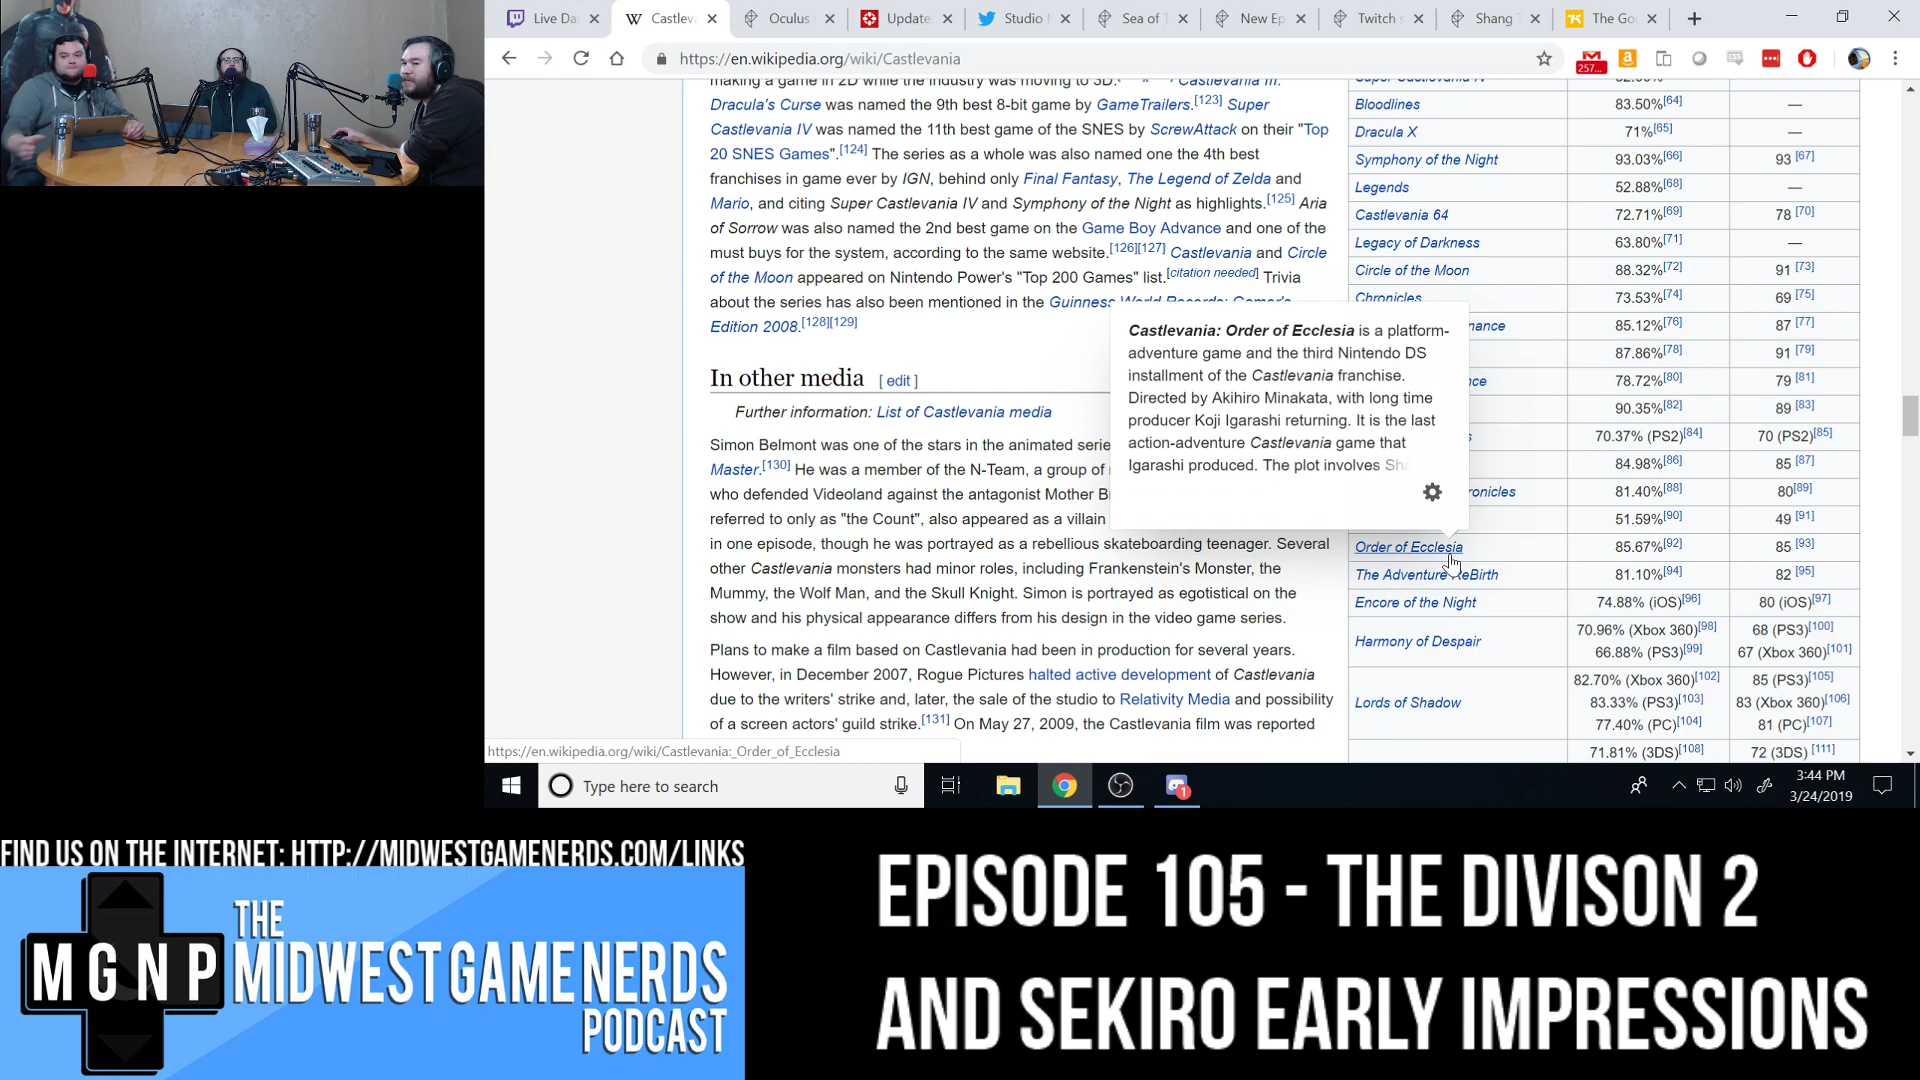 Live Da
Castlev
Oculus
Update
Studio
Sea of T
New Ep
Twitch s
Shang
The Go
https://en.wikipedia.org/wiki/Castlevania
257...
making a game in 2D while the industry was moving to 3D. Castlevania III:
Dracula's Curse was named the 9th best 8-bit game by GameTrailers.[123] Super
Castlevania IV was named the 11th best game of the SNES by ScrewAttack on their "Top
20 SNES Games".[124] The series as a whole was also named one the 4th best
franchises in game ever by IGN, behind only Final Fantasy, The Legend of Zelda and
Mario, and citing Super Castlevania IV and Symphony of the Night as highlights.[125] Aria
of Sorrow was also named the 2nd best game on the Game Boy Advance and one of the
must buys for the system, according to the same website.[126][127] Castlevania and Circle
of the Moon appeared on Nintendo Power's "Top 200 Games" list.[citation needed] Trivia
about the series has also been mentioned in the Guinness World Records: Gamer's
Edition 2008.[128][129]
In other media [ edit ]
Further information: List of Castlevania media
Simon Belmont was one of the stars in the animated serie
Master.[130] He was a member of the N-Team, a group of
who defended Videoland against the antagonist Mother B
referred to only as "the Count", also appeared as a villain
in one episode, though he was portrayed as a rebellious skateboarding teenager. Several
other Castlevania monsters had minor roles, including Frankenstein's Monster, the
Mummy, the Wolf Man, and the Skull Knight. Simon is portrayed as egotistical on the
show and his physical appearance differs from his design in the video game series.
Plans to make a film based on Castlevania had been in production for several years.
However, in December 2007, Rogue Pictures halted active development of Castlevania
due to the writers' strike and, later, the sale of the studio to Relativity Media and possibility
of a screen actors' guild strike.[131] On May 27, 2009, the Castlevania film was reported
Castlevania: Order of Ecclesia is a platform-
adventure game and the third Nintendo DS
installment of the Castlevania franchise.
Directed by Akihiro Minakata, with long time
producer Koji Igarashi returning. It is the last
action-adventure Castlevania game that
Igarashi produced. The plot involves Sh
Super Castlevania IV
Bloodlines 83.50%[64] —
Dracula X 71%[65] —
Symphony of the Night 93.03%[66] 93 [67]
Legends 52.88%[68] —
Castlevania 64 72.71%[69] 78 [70]
Legacy of Darkness 63.80%[71] —
Circle of the Moon 88.32%[72] 91 [73]
Chronicles 73.53%[74] 69 [75]
nance 85.12%[76] 87 [77]
87.86%[78] 91 [79]
nce 78.72%[80] 79 [81]
90.35%[82] 89 [83]
s 70.37% (PS2)[84] 70 (PS2)[85]
84.98%[86] 85 [87]
ronicles 81.40%[88] 80[89]
51.59%[90] 49 [91]
Order of Ecclesia 85.67%[92] 85 [93]
The Adventure ReBirth 81.10%[94] 82 [95]
Encore of the Night 74.88% (iOS)[96] 80 (iOS)[97]
Harmony of Despair 70.96% (Xbox 360)[98] 68 (PS3)[100]
66.88% (PS3)[99] 67 (Xbox 360)[101]
82.70% (Xbox 360)[102] 85 (PS3)[105]
Lords of Shadow 83.33% (PS3)[103] 83 (Xbox 360)[106]
77.40% (PC)[104] 81 (PC)[107]
71.81% (3DS)[108] 72 (3DS) [111]
https://en.wikipedia.org/wiki/Castlevania:_Order_of_Ecclesia
Type here to search
1
3:44 PM
3/24/2019
FIND US ON THE INTERNET: HTTP://MIDWESTGAMENERDS.COM/LINKS
MGNP
THE
MIDWEST GAME NERDS
PODCAST
EPISODE 105 - THE DIVISON 2
AND SEKIRO EARLY IMPRESSIONS